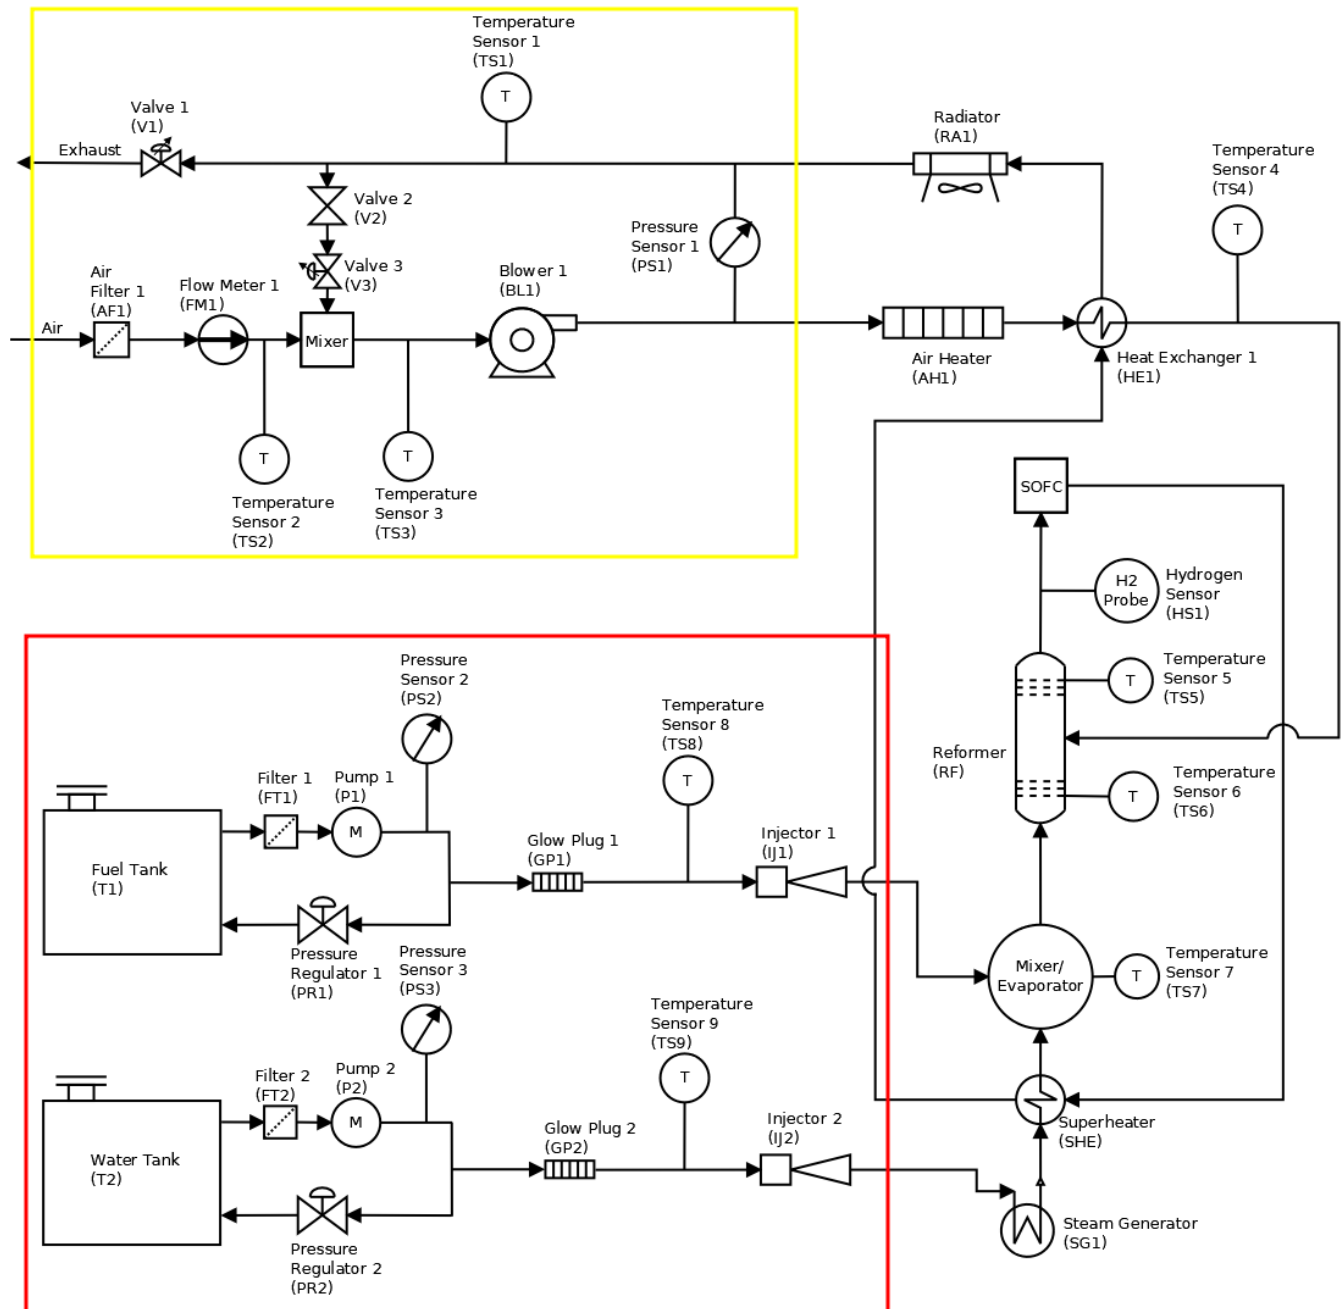 Temperature
Sensor 1
(TS1)
T
Valve 1
(V1)
Exhaust
Radiator
(RA1)
Temperature
Sensor 4
(TS4)
T
Valve 2
(V2)
Pressure
Sensor 1
(PS1)
Air
Filter 1
(AF1)
Flow Meter 1
(FM1)
Valve 3
(V3)
Blower 1
(BL1)
Air
Mixer
Air Heater
(AH1)
Heat Exchanger 1
(HE1)
T
Temperature
Sensor 2
(TS2)
T
Temperature
Sensor 3
(TS3)
SOFC
H2
Probe
Hydrogen
Sensor
(HS1)
Pressure
Sensor 2
(PS2)
Temperature
Sensor 8
(TS8)
T
T
Temperature
Sensor 5
(TS5)
Reformer
(RF)
T
Temperature
Sensor 6
(TS6)
Filter 1
(FT1)
Pump 1
(P1)
M
Fuel Tank
(T1)
Glow Plug 1
(GP1)
Injector 1
(IJ1)
Pressure
Regulator 1
(PR1)
Pressure
Sensor 3
(PS3)
Mixer/
Evaporator
T
Temperature
Sensor 7
(TS7)
Temperature
Sensor 9
(TS9)
T
Filter 2
(FT2)
Pump 2
(P2)
M
Water Tank
(T2)
Glow Plug 2
(GP2)
Injector 2
(IJ2)
Superheater
(SHE)
Pressure
Regulator 2
(PR2)
Steam Generator
(SG1)